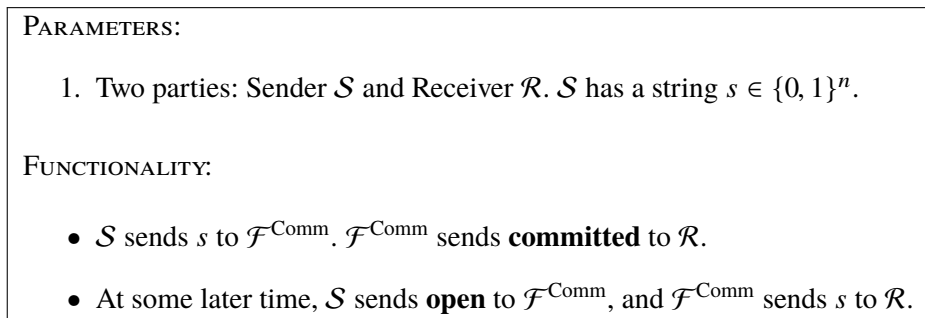 PARAMETERS:
1. Two parties: Sender 𝒮 and Receiver ℛ. 𝒮 has a string s ∈ {0, 1}ⁿ.
FUNCTIONALITY:
• 𝒮 sends s to ℱ^Comm. ℱ^Comm sends committed to ℛ.
• At some later time, 𝒮 sends open to ℱ^Comm, and ℱ^Comm sends s to ℛ.